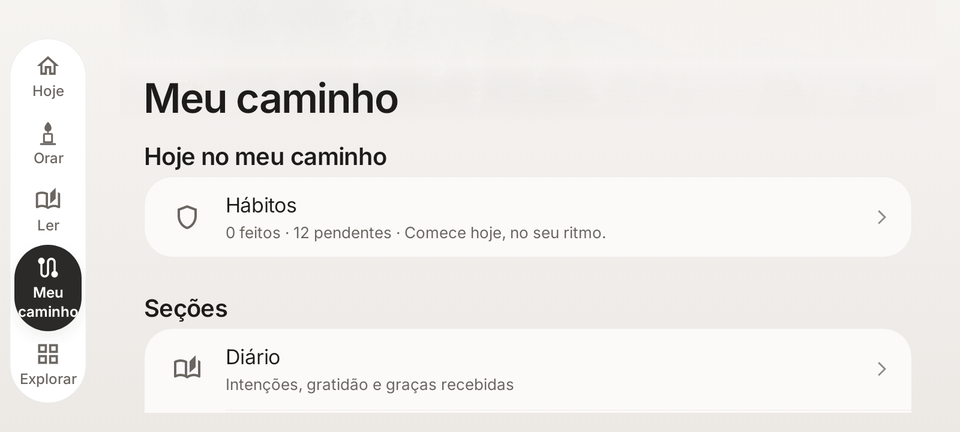 Hoje
Orar
Ler
Meu
caminho
Explorar
Meu caminho
Hoje no meu caminho
Hábitos
0 feitos · 12 pendentes · Comece hoje, no seu ritmo.
Seções
Diário
Intenções, gratidão e graças recebidas